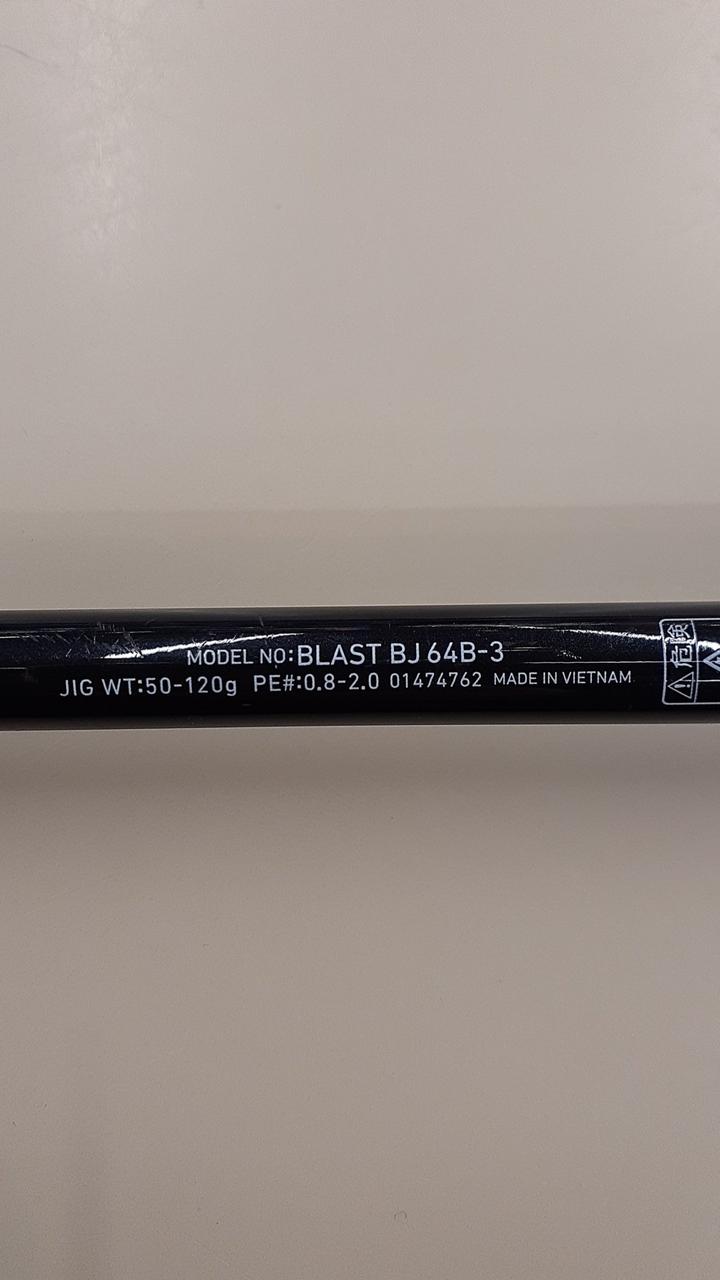 MODEL NO:BLAST BJ 64B-3
JIG WT:50-120g PE#:0.8-2.0 01474762 MADE IN VIETNAM